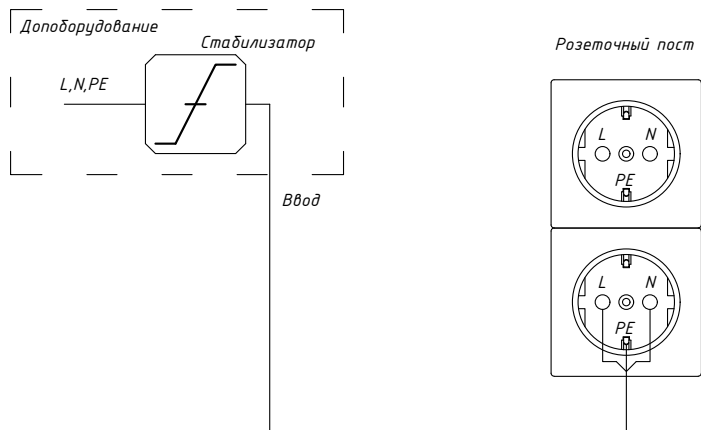 Допоборудование
Стабилизатор
L,N,PE
Ввод
Розеточный пост
L N
PE
L N
PE